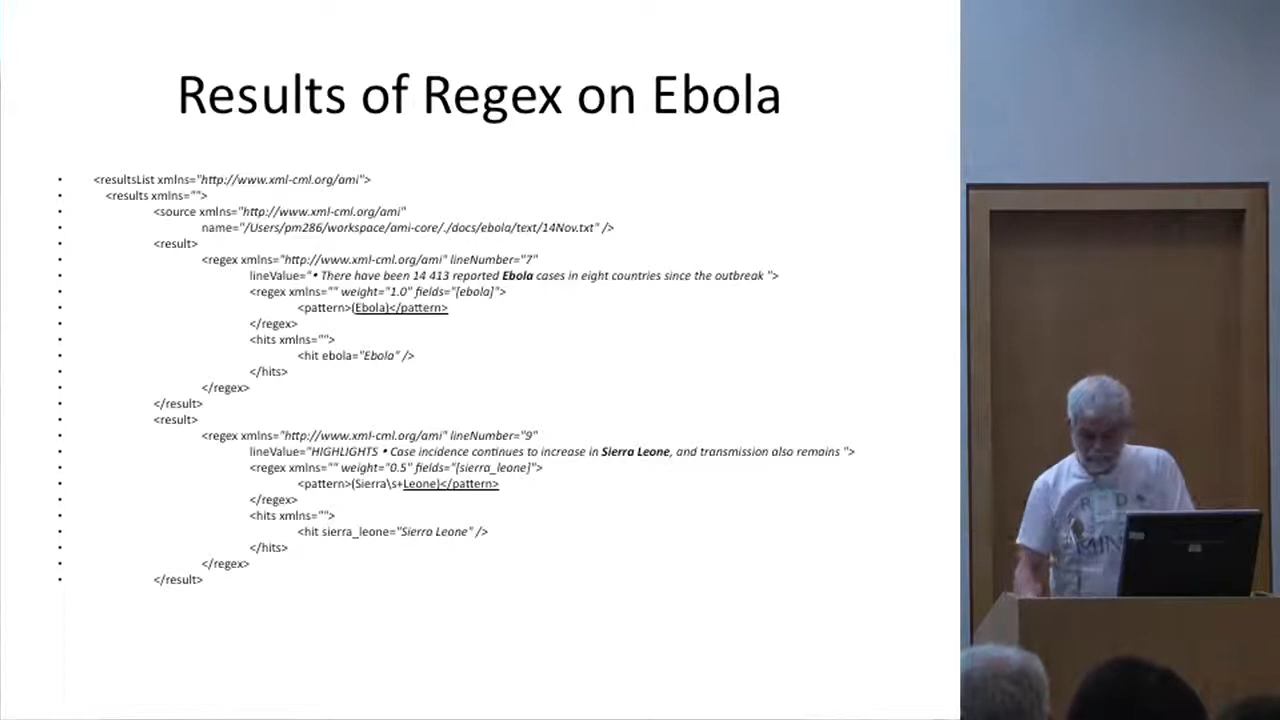 Results of Regex on Ebola
• <resultsList xmlns="http://www.xml-cml.org/ami">
• <results xmlns="">
• <source xmlns="http://www.xml-cml.org/ami"
• name="/Users/pm286/workspace/ami-core/./docs/ebola/text/14Nov.txt" />
• <result>
• <regex xmlns="http://www.xml-cml.org/ami" lineNumber="7"
• lineValue="• There have been 14 413 reported Ebola cases in eight countries since the outbreak ">
• <regex xmlns="" weight="1.0" fields="[ebola]">
• <pattern>(Ebola)</pattern>
• </regex>
• <hits xmlns="">
• <hit ebola="Ebola" />
• </hits>
• </regex>
• </result>
• <result>
• <regex xmlns="http://www.xml-cml.org/ami" lineNumber="9"
• lineValue="HIGHLIGHTS • Case incidence continues to increase in Sierra Leone, and transmission also remains ">
• <regex xmlns="" weight="0.5" fields="[sierra_leone]">
• <pattern>(Sierra\s+Leone)</pattern>
• </regex>
• <hits xmlns="">
• <hit sierra_leone="Sierra Leone" />
• </hits>
• </regex>
• </result>